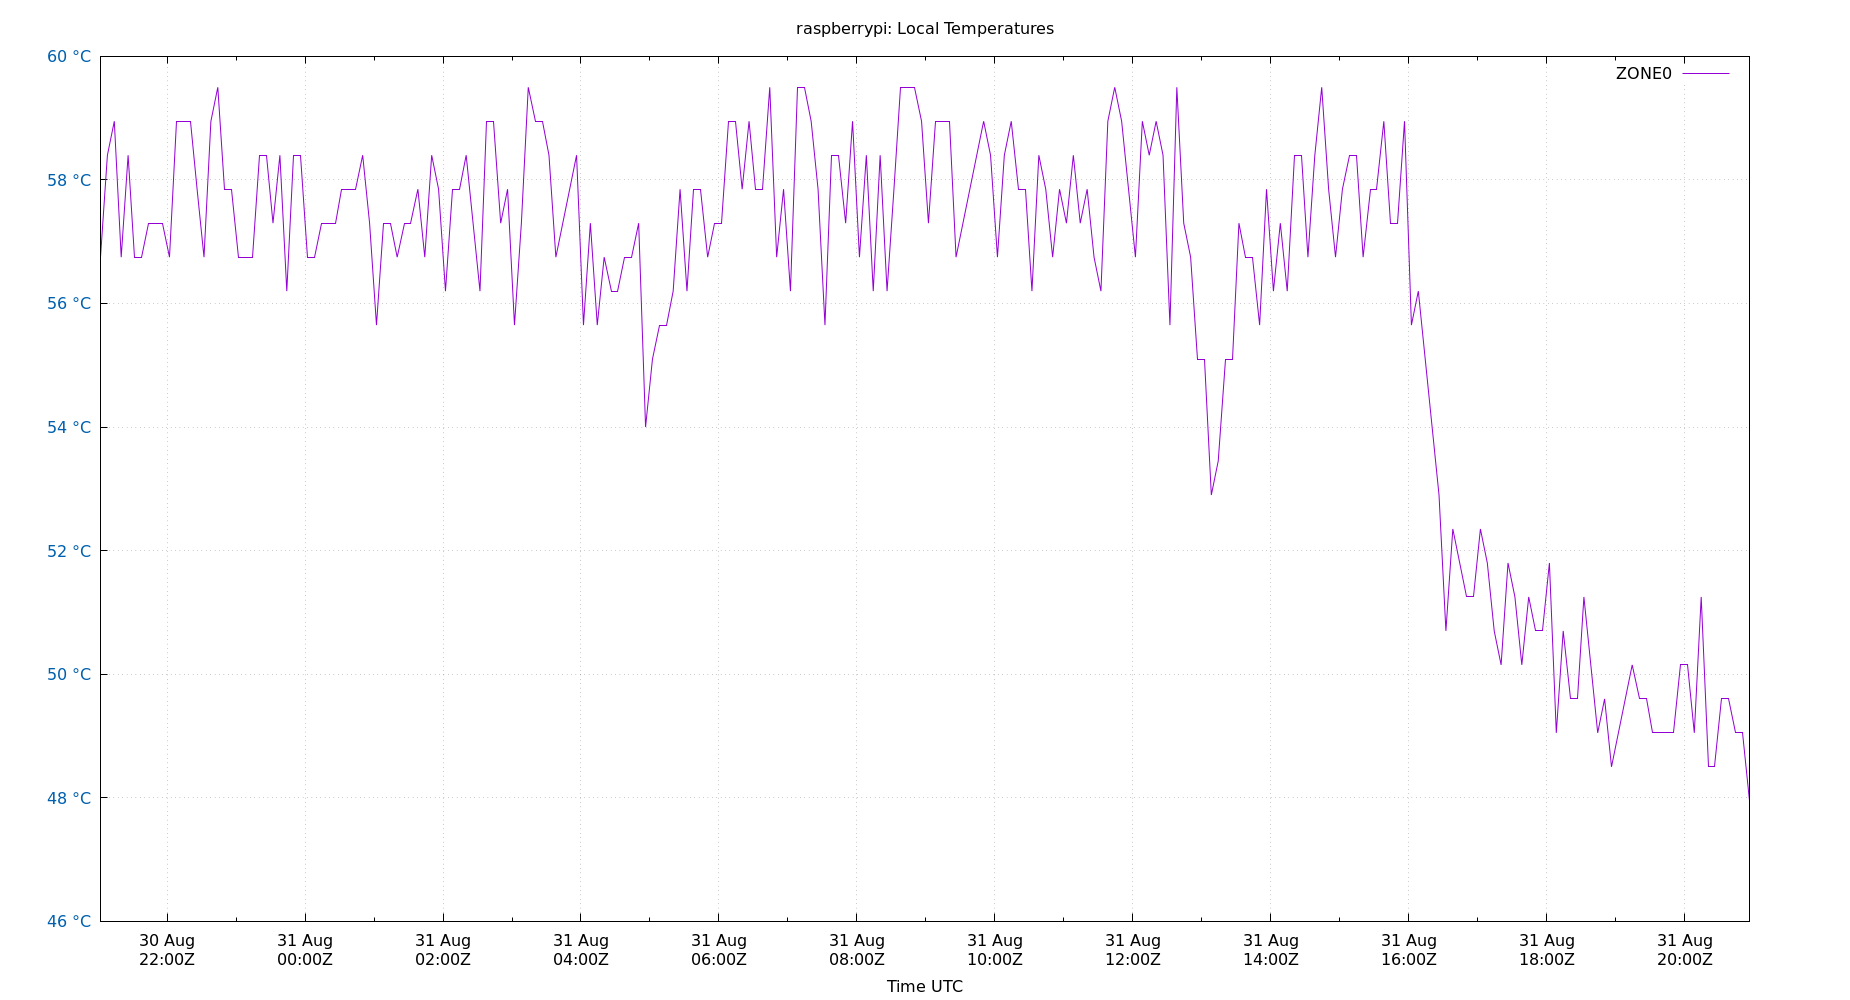 raspberrypi: Local Temperatures
ZONE0
60 °C
58 °C
56 °C
54 °C
52 °C
50 °C
48 °C
46 °C
30 Aug 31 Aug 31 Aug 31 Aug 31 Aug 31 Aug 31 Aug 31 Aug 31 Aug 31 Aug 31 Aug 31 Aug
22:00Z 00:00Z 02:00Z 04:00Z 06:00Z 08:00Z 10:00Z 12:00Z 14:00Z 16:00Z 18:00Z 20:00Z
Time UTC